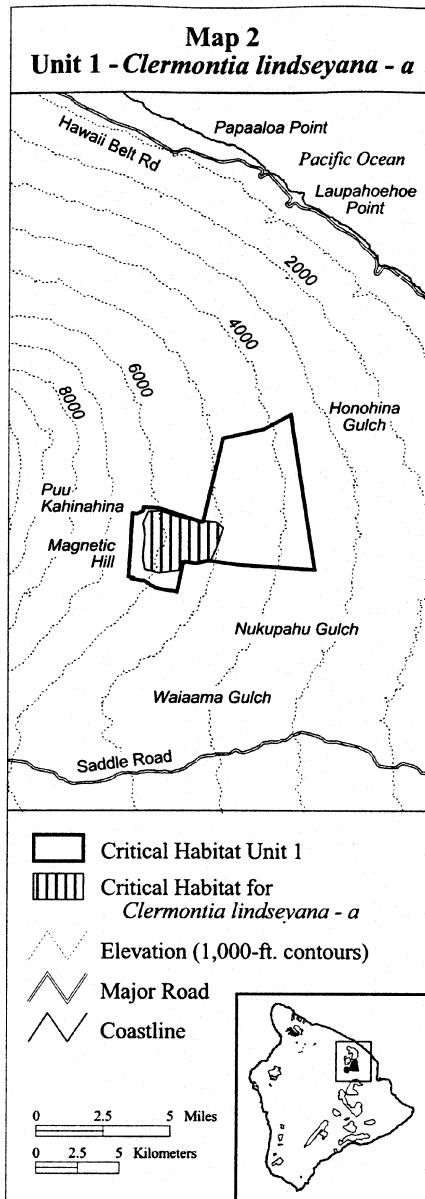 Map 2
Unit 1 - Clermontia lindseyana - a
Hawaii Belt Rd
Papaaloa Point
Pacific Ocean
Laupahoehoe
Point
2000
4000
6000
8000
Honohina
Gulch
Puu
Kahinahina
Magnetic
Hill
Nukupahu Gulch
Waiaama Gulch
Saddle Road
Critical Habitat Unit 1
Critical Habitat for
Clermontia lindseyana - a
Elevation (1,000-ft. contours)
Major Road
Coastline
0 2.5 5 Miles
0 2.5 5 Kilometers